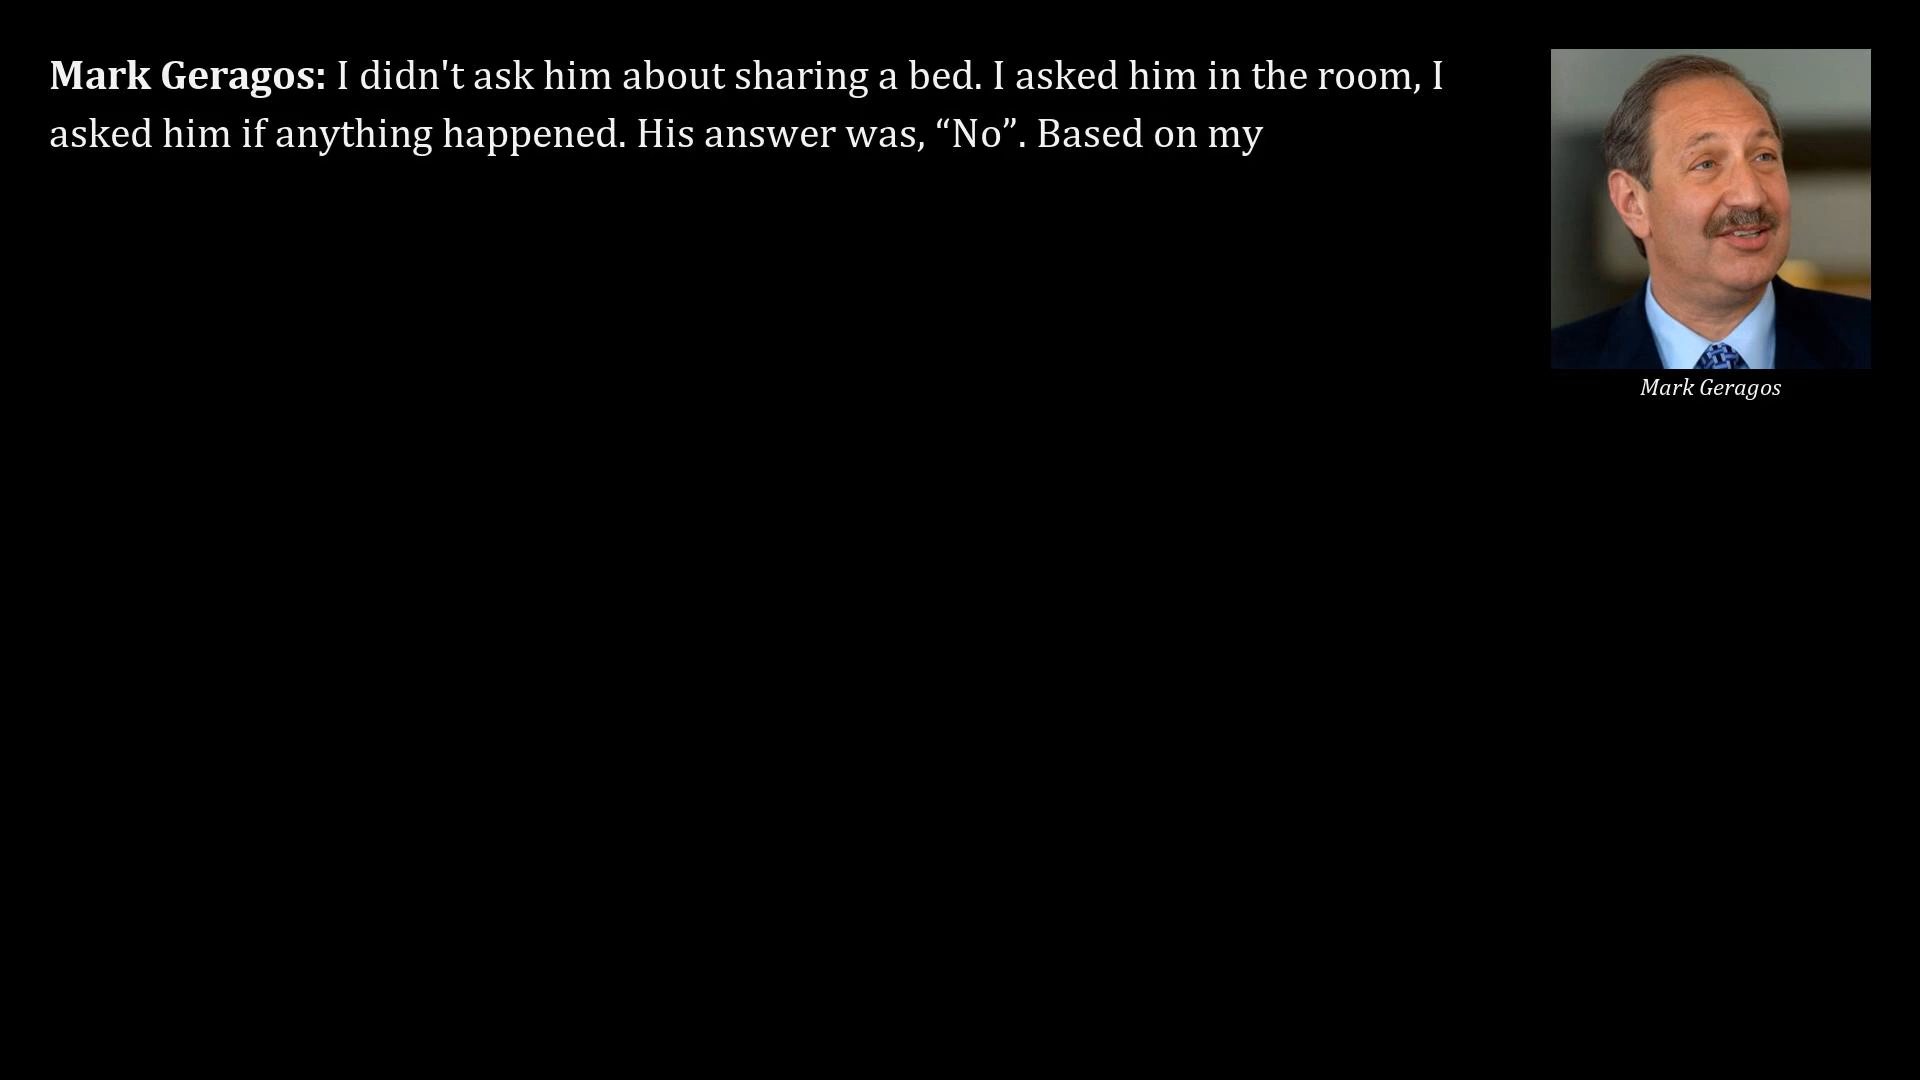 Mark Geragos: I didn't ask him about sharing a bed. I asked him in the room, I
asked him if anything happened. His answer was, “No”. Based on my
Mark Geragos